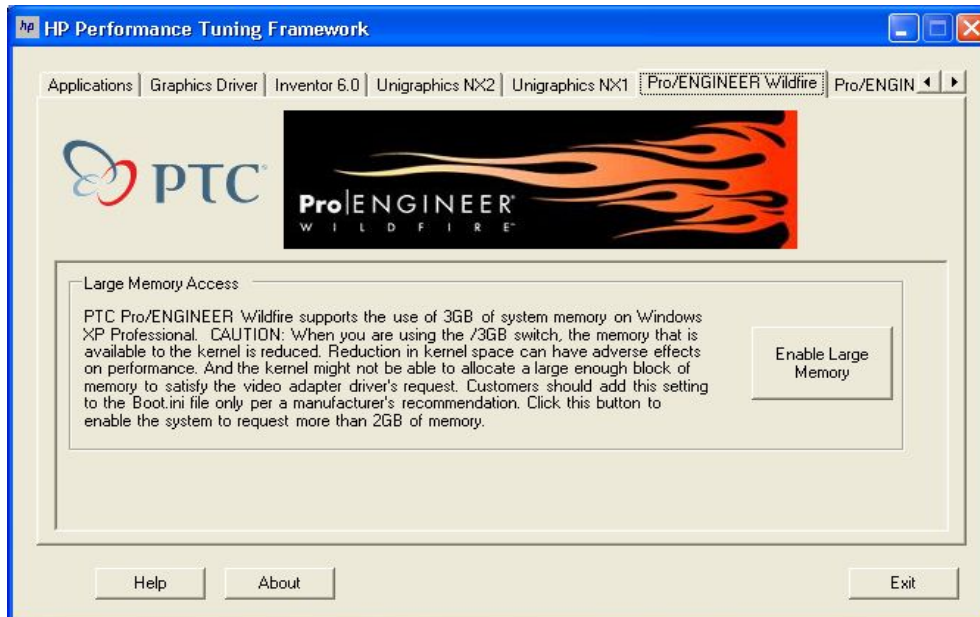 hp HP Performance Tuning Framework
Applications Graphics Driver Inventor 6.0 Unigraphics NX2 Unigraphics NX1 Pro/ENGINEER Wildfire Pro/ENGIN
PTC®
Pro|ENGINEER®
WILDFIRE™
Large Memory Access
PTC Pro/ENGINEER Wildfire supports the use of 3GB of system memory on Windows
XP Professional. CAUTION: When you are using the /3GB switch, the memory that is
available to the kernel is reduced. Reduction in kernel space can have adverse effects
on performance. And the kernel might not be able to allocate a large enough block of
memory to satisfy the video adapter driver's request. Customers should add this setting
to the Boot.ini file only per a manufacturer's recommendation. Click this button to
enable the system to request more than 2GB of memory.
Enable Large
Memory
Help About Exit